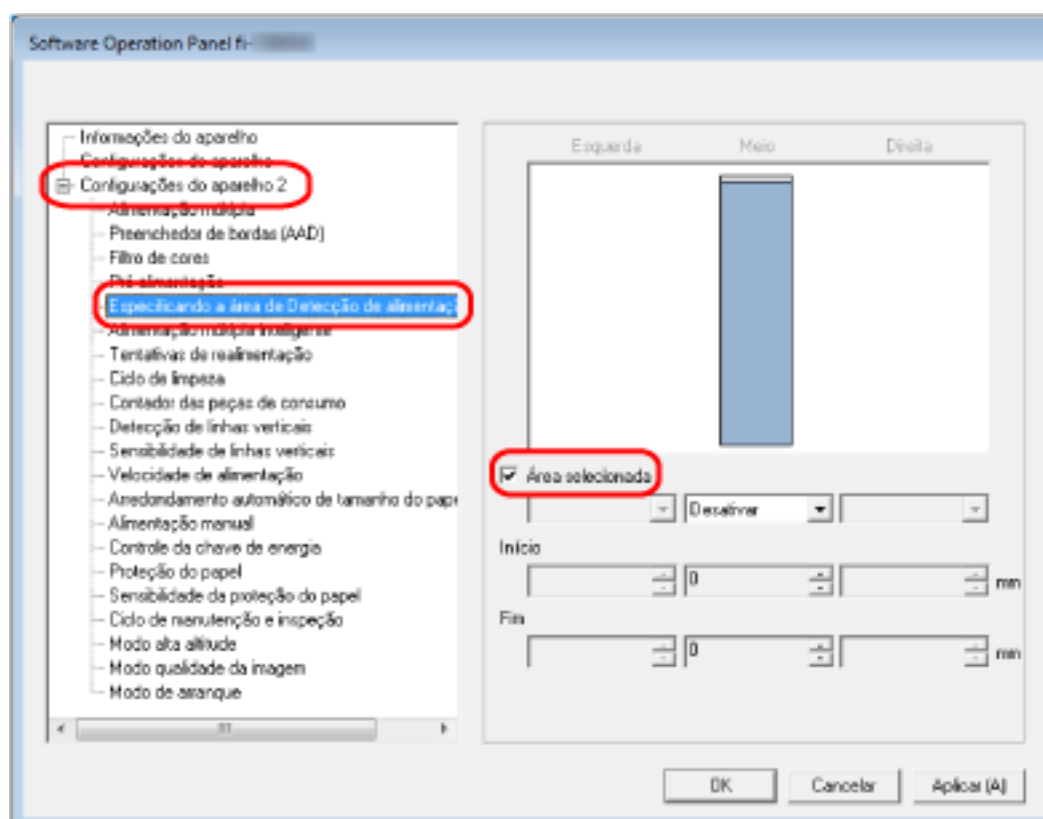 Software Operation Panel fi-
Informações do aparelho
Configurações do aparelho
Configurações do aparelho 2
Alimentação múltipla
Preenchedor de bordas (AAD)
Filtro de cores
Pré-alimentação
Especificando a área de Detecção de alimentaç
Alimentação múltipla Inteligente
Tentativas de realimentação
Ciclo de limpeza
Contador das peças de consumo
Detecção de linhas verticais
Sensibilidade de linhas verticais
Velocidade de alimentação
Arredondamento automático de tamanho do pape
Alimentação manual
Controle da chave de energia
Proteção do papel
Sensibilidade da proteção do papel
Ciclo de manutenção e inspeção
Modo alta altitude
Modo qualidade da imagem
Modo de arranque
Esquerda Meio Direita
Área selecionada
Desativar
Início
0 mm
Fim
0 mm
OK Cancelar Aplicar (A)